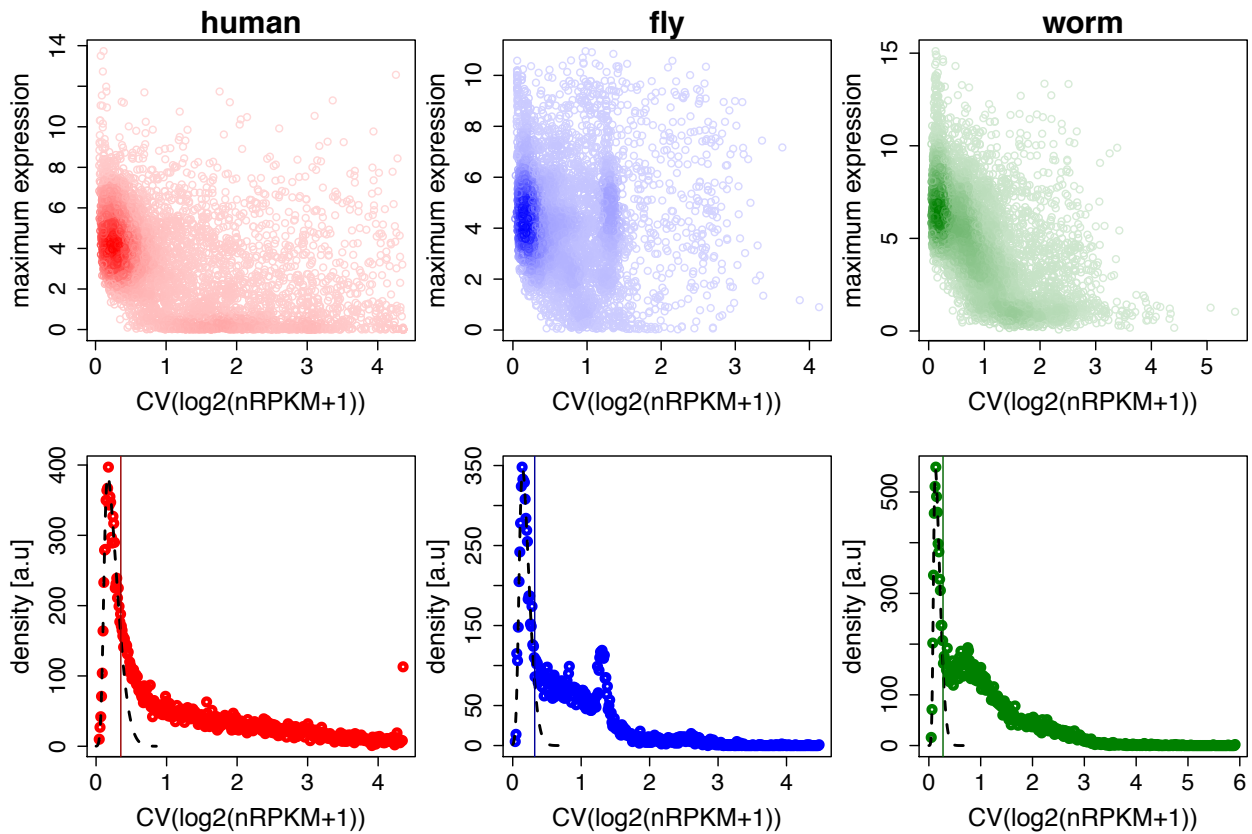 human
fly
worm
maximum expression
0 2 4 6 8 10 14
0 1 2 3 4
CV(log2(nRPKM+1))
maximum expression
0 2 4 6 8 10
0 1 2 3 4
CV(log2(nRPKM+1))
maximum expression
0 5 10 15
0 1 2 3 4 5
CV(log2(nRPKM+1))
density [a.u]
0 100 200 300 400
0 1 2 3 4
CV(log2(nRPKM+1))
density [a.u]
0 50 150 250 350
0 1 2 3 4
CV(log2(nRPKM+1))
density [a.u]
0 100 300 500
0 1 2 3 4 5 6
CV(log2(nRPKM+1))